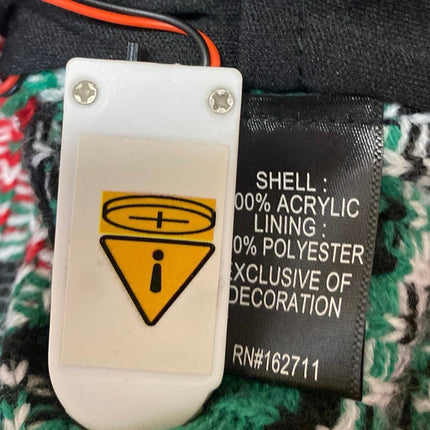 SHELL :
00% ACRYLIC
LINING :
0% POLYESTER
EXCLUSIVE OF
DECORATION
RN#162711